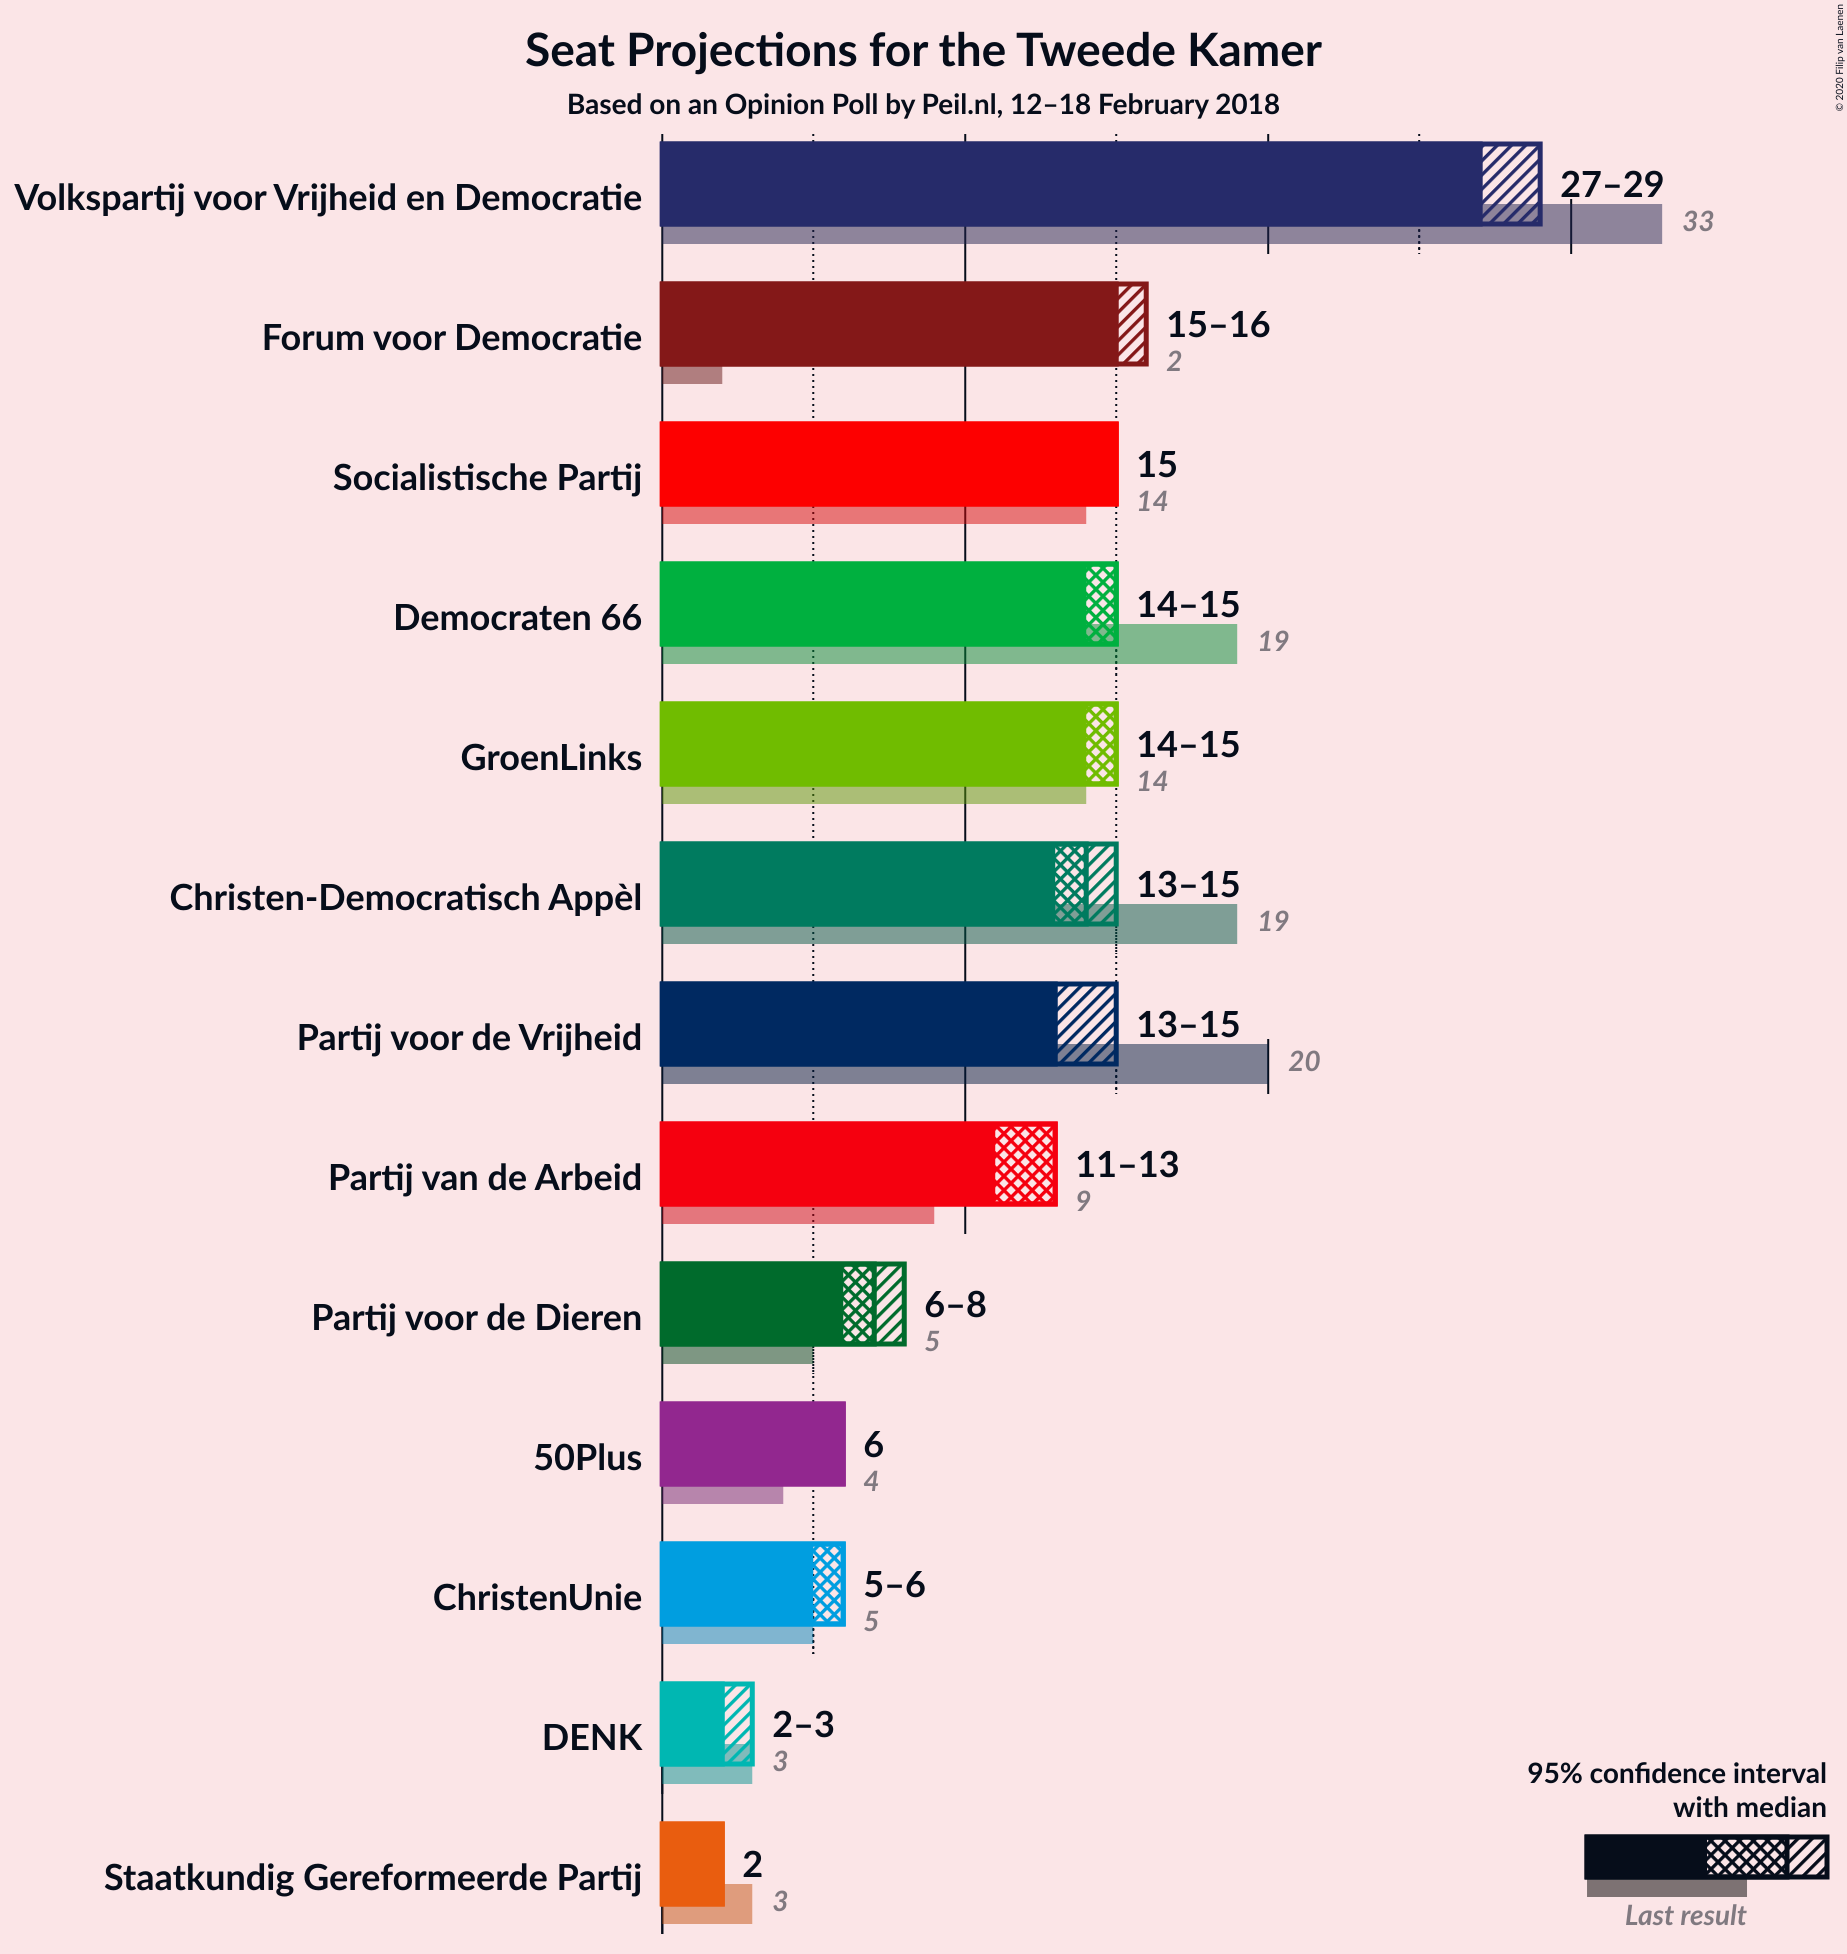 Seat Projections for the Tweede Kamer
Based on an Opinion Poll by Peil.nl, 12–18 February 2018
© 2020 Filip van Laenen
Volkspartij voor Vrijheid en Democratie
27–29
33
Forum voor Democratie
15–16
2
Socialistische Partij
15
14
Democraten 66
14–15
19
GroenLinks
14–15
14
Christen-Democratisch Appèl
13–15
19
Partij voor de Vrijheid
13–15
20
Partij van de Arbeid
11–13
9
Partij voor de Dieren
6–8
5
50Plus
6
4
ChristenUnie
5–6
5
DENK
2–3
3
Staatkundig Gereformeerde Partij
2
3
95% confidence interval
with median
Last result